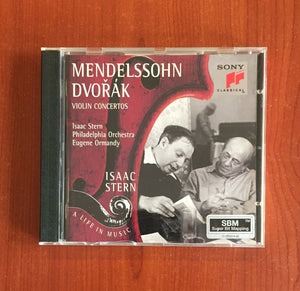 MENDELSSOHN
DVOŘÁK
VIOLIN CONCERTOS
Isaac Stern
Philadelphia Orchestra
Eugene Ormandy
ISAAC
STERN
A LIFE IN MUSIC
SONY
CLASSICAL
SBM
Super Bit Mapping